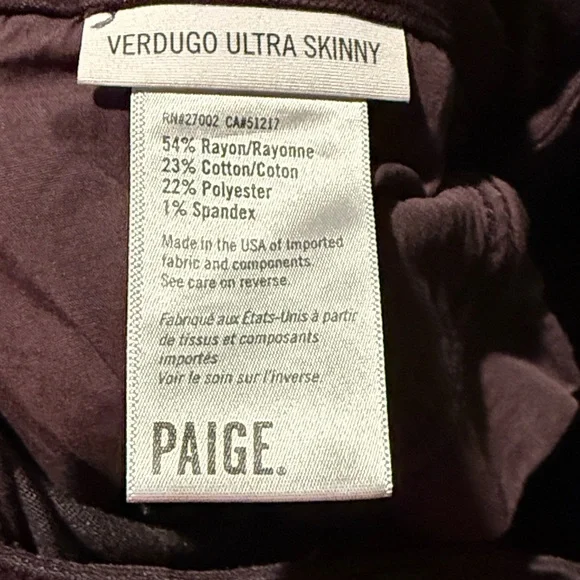 VERDUGO ULTRA SKINNY
RN#27002 CA#51217
54% Rayon/Rayonne
23% Cotton/Coton
22% Polyester
1% Spandex
Made in the USA of imported
fabric and components.
See care on reverse.
Fabriqué aux États-Unis à partir
de tissus et composants
importés
Voir le soin sur l'inverse.
PAIGE®